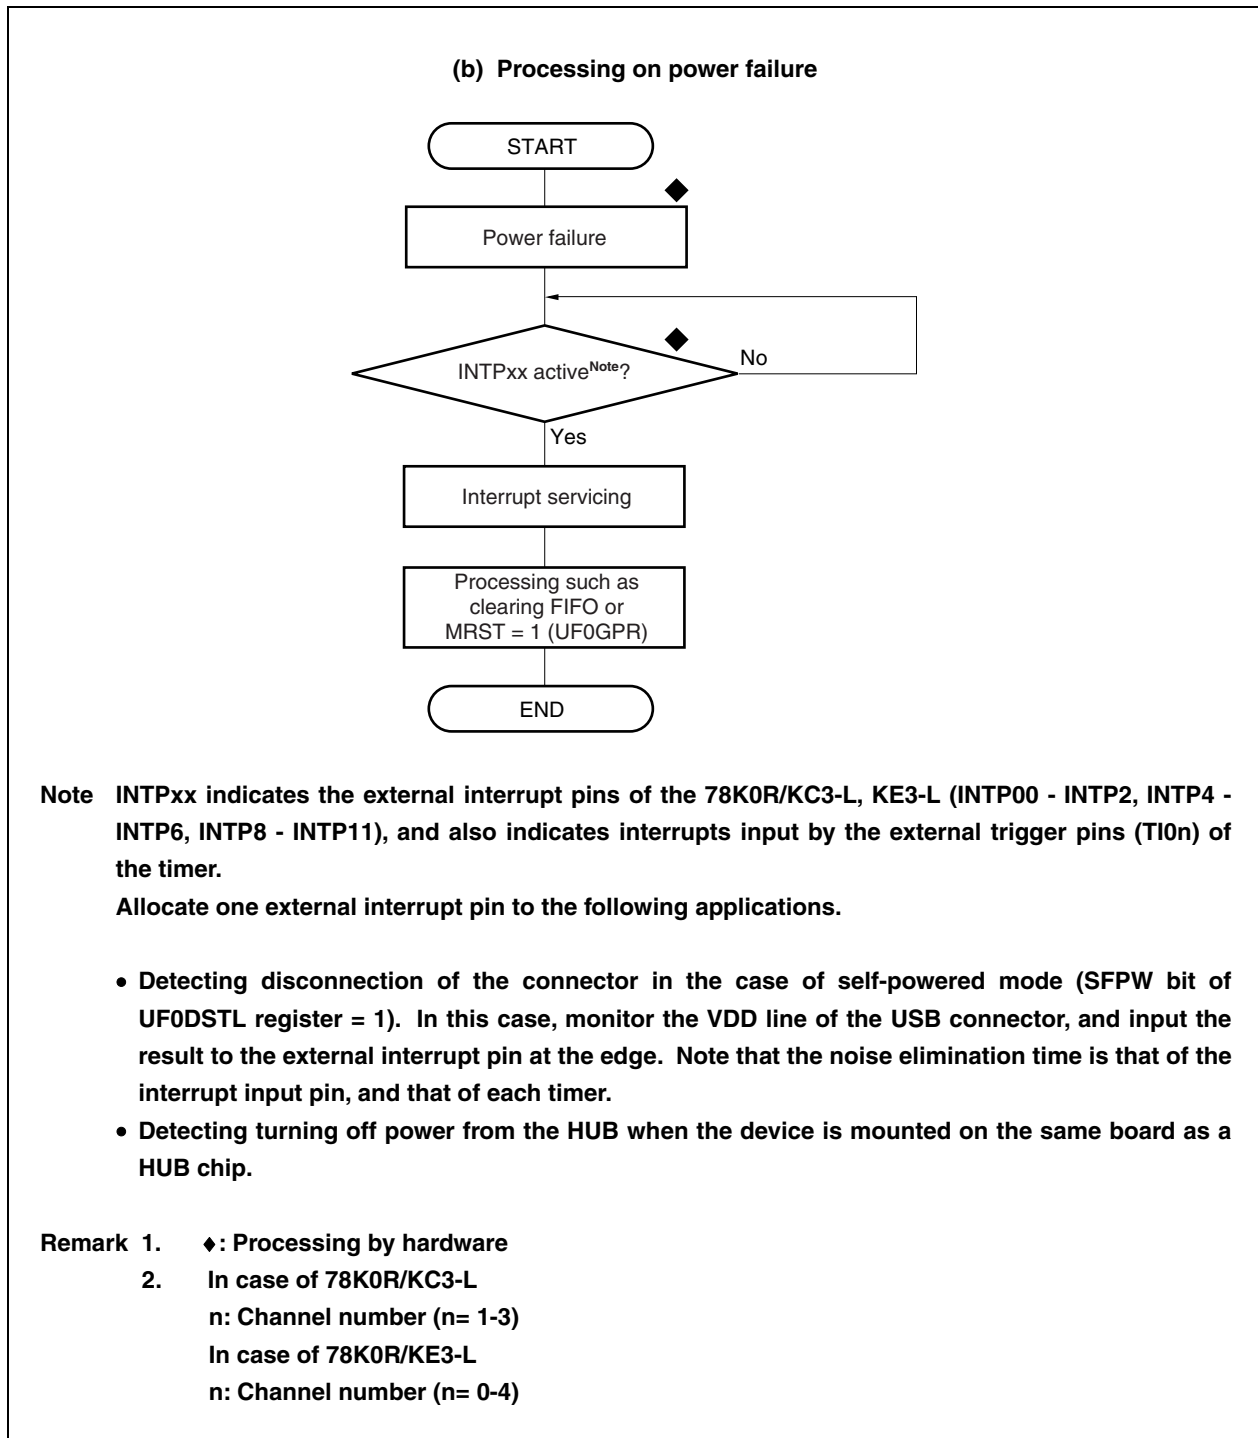 (b) Processing on power failure
START
Power failure
INTPxx active Note?
No
Yes
Interrupt servicing
Processing such as
clearing FIFO or
MRST = 1 (UF0GPR)
END
Note INTPxx indicates the external interrupt pins of the 78K0R/KC3-L, KE3-L (INTP00 - INTP2, INTP4 -
INTP6, INTP8 - INTP11), and also indicates interrupts input by the external trigger pins (TI0n) of
the timer.
Allocate one external interrupt pin to the following applications.
• Detecting disconnection of the connector in the case of self-powered mode (SFPW bit of
UF0DSTL register = 1). In this case, monitor the VDD line of the USB connector, and input the
result to the external interrupt pin at the edge. Note that the noise elimination time is that of the
interrupt input pin, and that of each timer.
• Detecting turning off power from the HUB when the device is mounted on the same board as a
HUB chip.
Remark 1. ♦: Processing by hardware
2. In case of 78K0R/KC3-L
n: Channel number (n= 1-3)
In case of 78K0R/KE3-L
n: Channel number (n= 0-4)